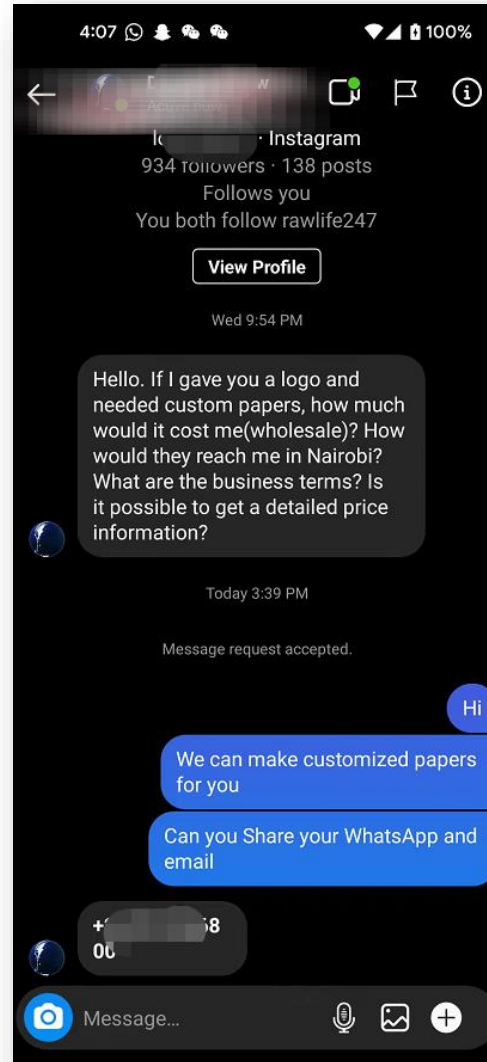 4:07 100%
· Instagram
934 followers · 138 posts
Follows you
You both follow rawlife247
View Profile
Wed 9:54 PM
Hello. If I gave you a logo and
needed custom papers, how much
would it cost me(wholesale)? How
would they reach me in Nairobi?
What are the business terms? Is
it possible to get a detailed price
information?
Today 3:39 PM
Message request accepted.
Hi
We can make customized papers
for you
Can you Share your WhatsApp and
email
Message...